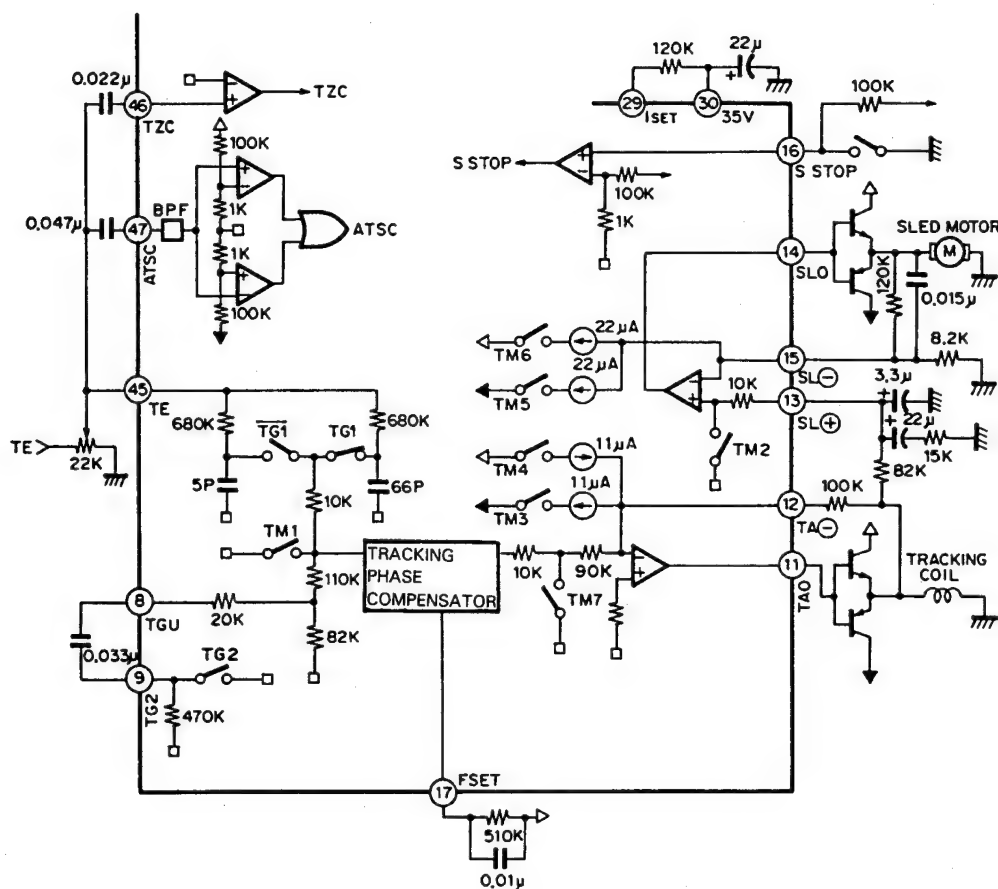 0.022μ
46
TZC
TZC
100K
1K
1K
100K
0.047μ
47
BPF
ATSC
ATSC
120K
22μ
+
29
30
ISET
35V
100K
16
S STOP
S STOP
100K
1K
14
SLO
SLED MOTOR
M
120K
0.015μ
22μA
TM6
22μA
TM5
15
SL⊖
8.2K
10K
13
SL⊕
3.3μ
+
22μ
+
15K
82K
TM2
45
TE
TE
22K
680K
TG1
TG1
680K
5P
66P
10K
TM1
11μA
TM4
11μA
TM3
12
TA⊖
100K
TRACKING
PHASE
COMPENSATOR
10K
90K
TM7
11
TAO
TRACKING
COIL
110K
8
TGU
20K
82K
0.033μ
9
TG2
TG2
470K
FSET
17
510K
0.01μ